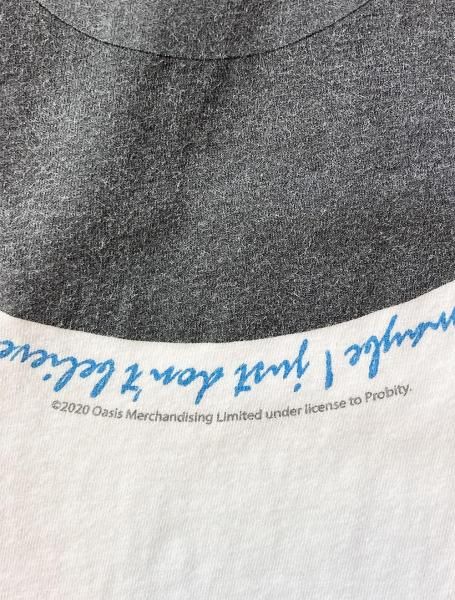 maybe I just don't believe
©2020 Oasis Merchandising Limited under license to Probity.